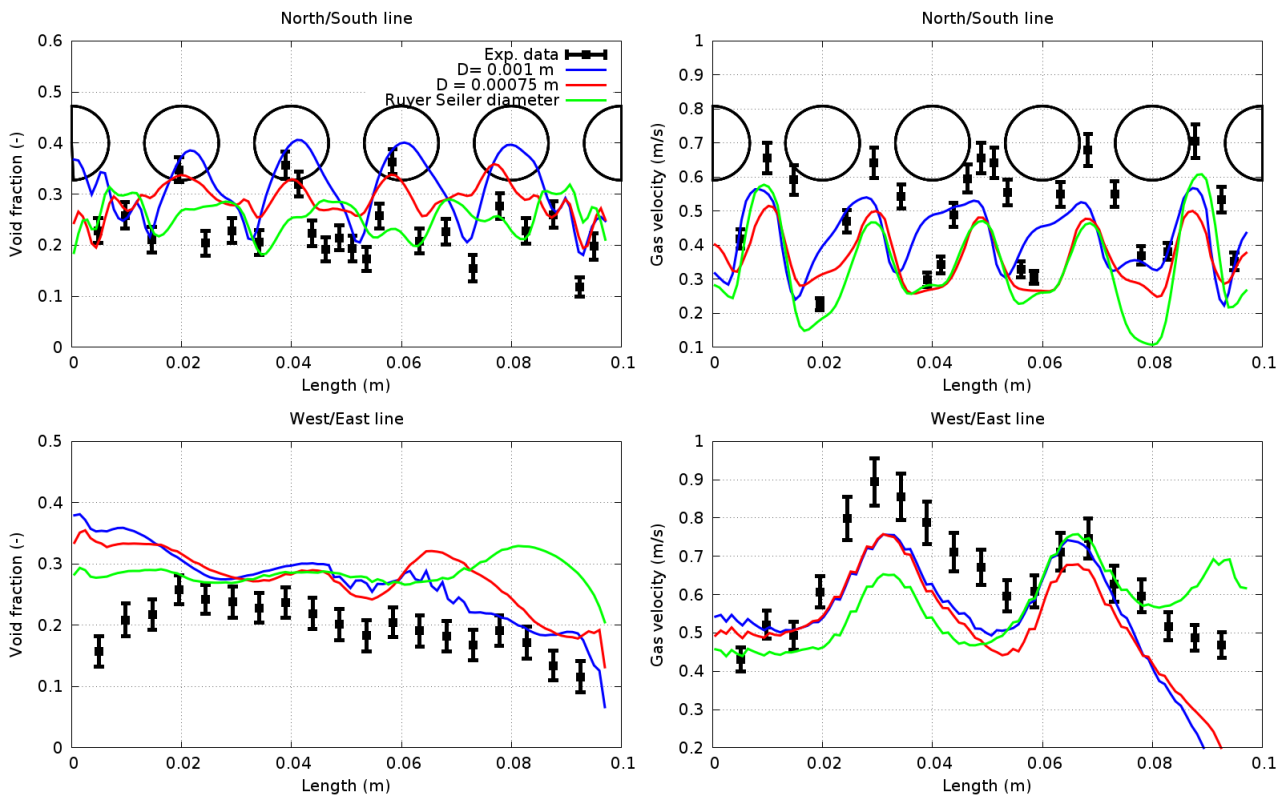 North/South line
0.6
0.5
0.4
0.3
0.2
0.1
0
Void fraction (-)
Exp. data
D= 0.001 m
D = 0.00075 m
Ruyer Seiler diameter
0 0.02 0.04 0.06 0.08 0.1
Length (m)
North/South line
1
0.9
0.8
0.7
0.6
0.5
0.4
0.3
0.2
0.1
Gas velocity (m/s)
0 0.02 0.04 0.06 0.08 0.1
Length (m)
West/East line
0.5
0.4
0.3
0.2
0.1
0
Void fraction (-)
0 0.02 0.04 0.06 0.08 0.1
Length (m)
West/East line
1
0.9
0.8
0.7
0.6
0.5
0.4
0.3
0.2
Gas velocity (m/s)
0 0.02 0.04 0.06 0.08 0.1
Length (m)